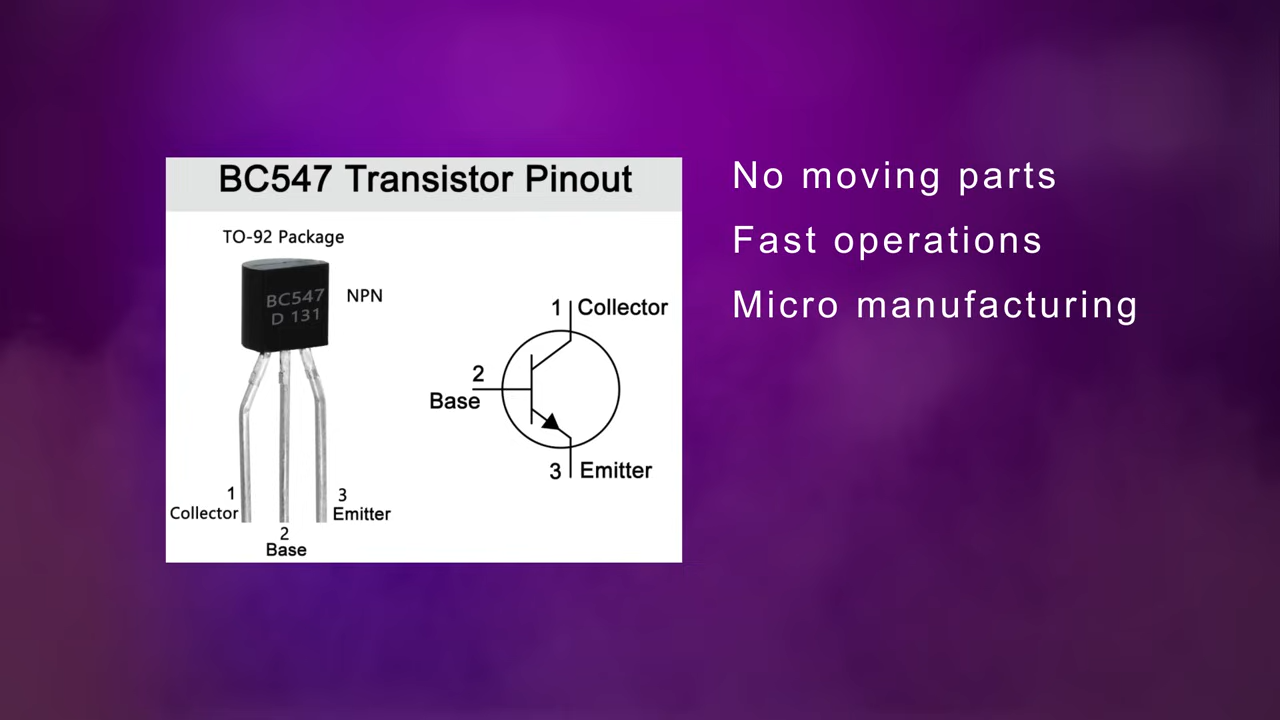 BC547 Transistor Pinout
TO-92 Package
BC547
D 131
NPN
1
Collector
2
Base
3
Emitter
1 Collector
2
Base
3 Emitter
No moving parts
Fast operations
Micro manufacturing